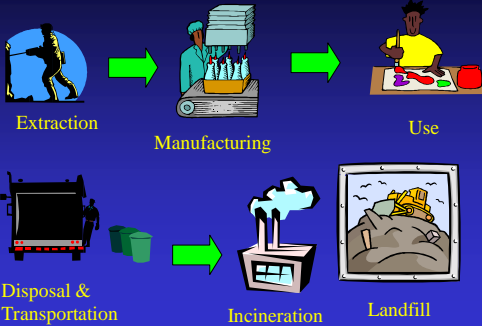 Extraction
Manufacturing
Use
Disposal &
Transportation
Incineration
Landfill